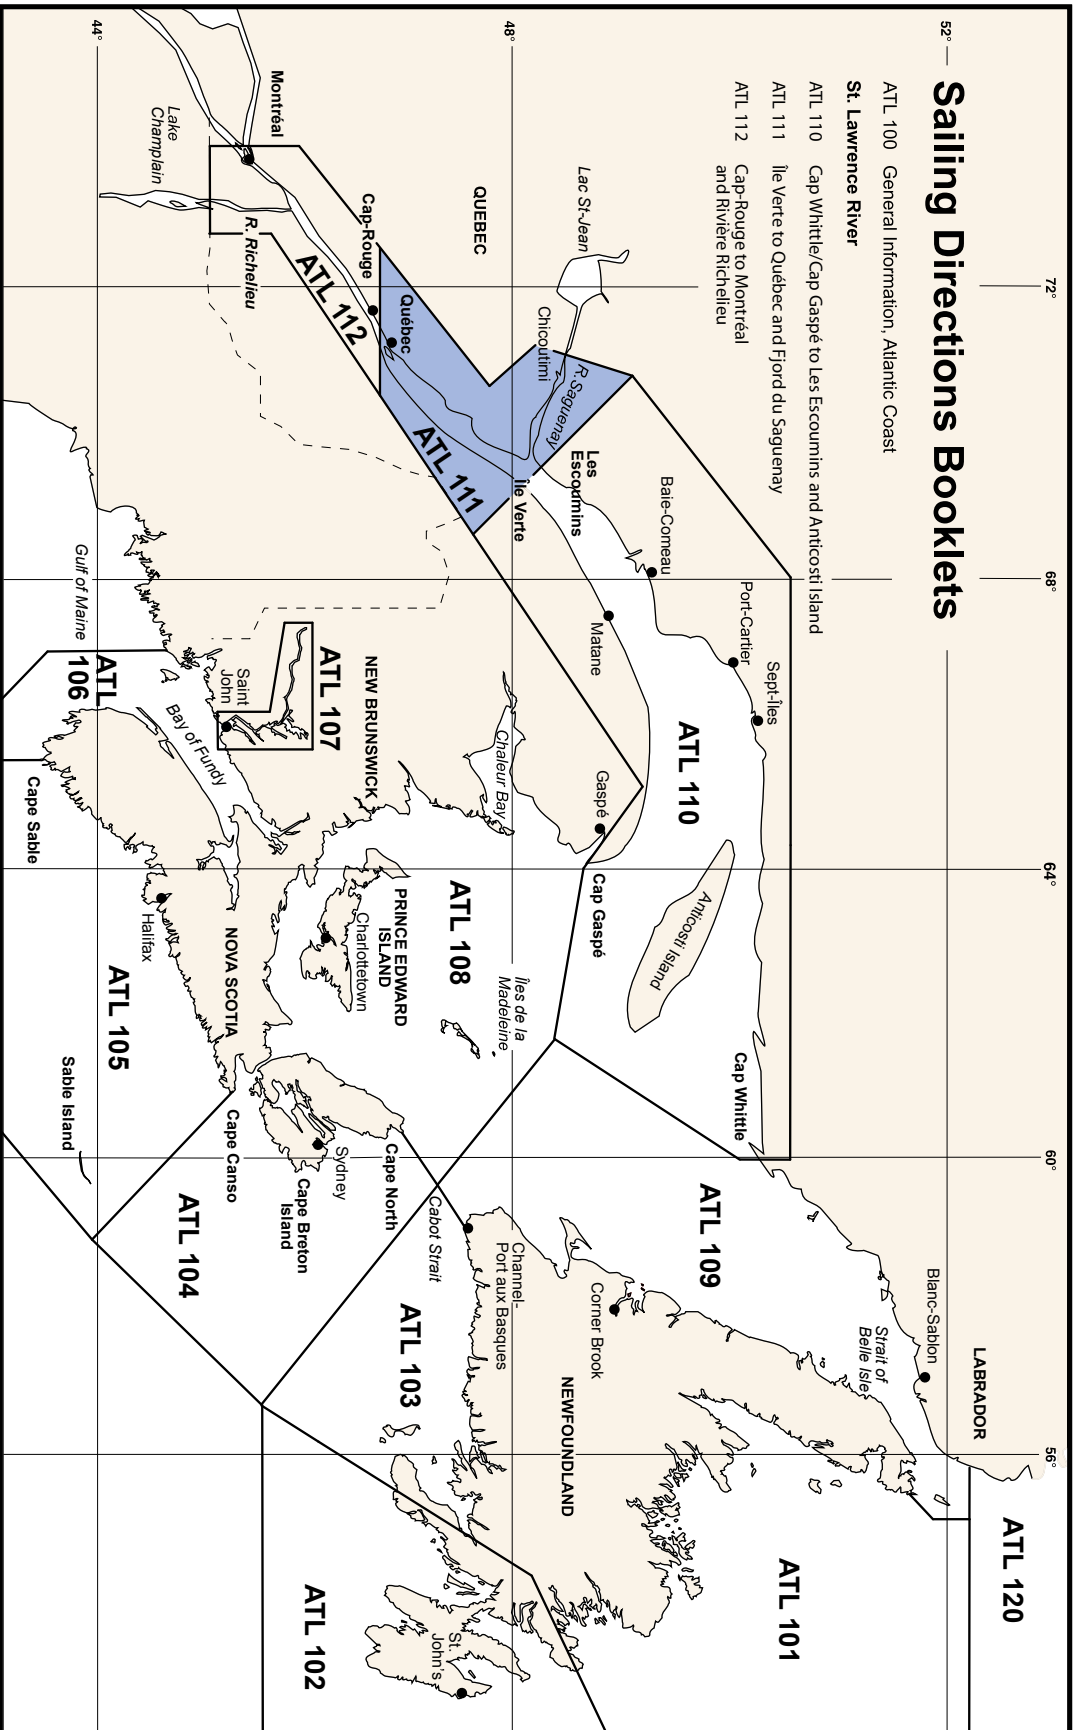 Sailing Directions Booklets
ATL 100 General Information, Atlantic Coast
St. Lawrence River
ATL 110 Cap Whittle/Cap Gaspé to Les Escoumins and Anticosti Island
ATL 111 Île Verte to Québec and Fjord du Saguenay
ATL 112 Cap-Rouge to Montréal
and Rivière Richelieu
72°
68°
64°
60°
56°
52°
48°
44°
LABRADOR
ATL 120
Blanc-Sablon
Strait of
Belle Isle
ATL 101
Sept-Îles
Port-Cartier
Cap Whittle
ATL 109
Baie-Comeau
ATL 110
Anticosti Island
Matane
Les
Escoumins
Lac St-Jean
Chicoutimi
R. Saguenay
Île Verte
Gaspé
Cap Gaspé
Corner Brook
NEWFOUNDLAND
Channel-
Port aux Basques
QUEBEC
Québec
ATL 111
Chaleur Bay
Îles de la
Madeleine
ATL 108
Cabot Strait
ATL 103
St.
John's
ATL 102
Cap-Rouge
ATL 112
NEW BRUNSWICK
PRINCE EDWARD
ISLAND
Charlottetown
Cape North
Sydney
Cape Breton
Island
ATL 107
Montréal
R. Richelieu
Lake
Champlain
Saint
John
Bay of Fundy
NOVA SCOTIA
Cape Canso
ATL 104
Halifax
ATL 105
Sable Island
Gulf of Maine
ATL
106
Cape Sable